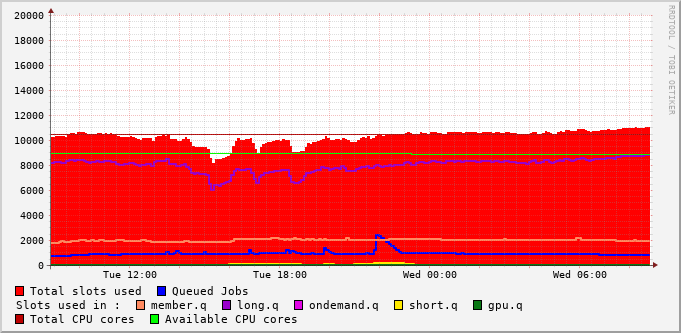 20000
18000
16000
14000
12000
10000
8000
6000
4000
2000
0
Tue 12:00 Tue 18:00 Wed 00:00 Wed 06:00
RRDTOOL / TOBI OETIKER
Total slots used Queued Jobs
Slots used in : member.q long.q ondemand.q short.q gpu.q
Total CPU cores Available CPU cores